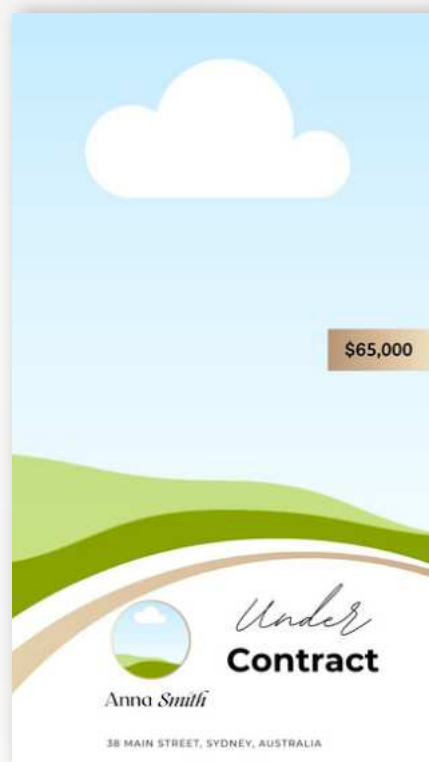 $65,000
Under
Contract
Anna Smith
38 MAIN STREET, SYDNEY, AUSTRALIA